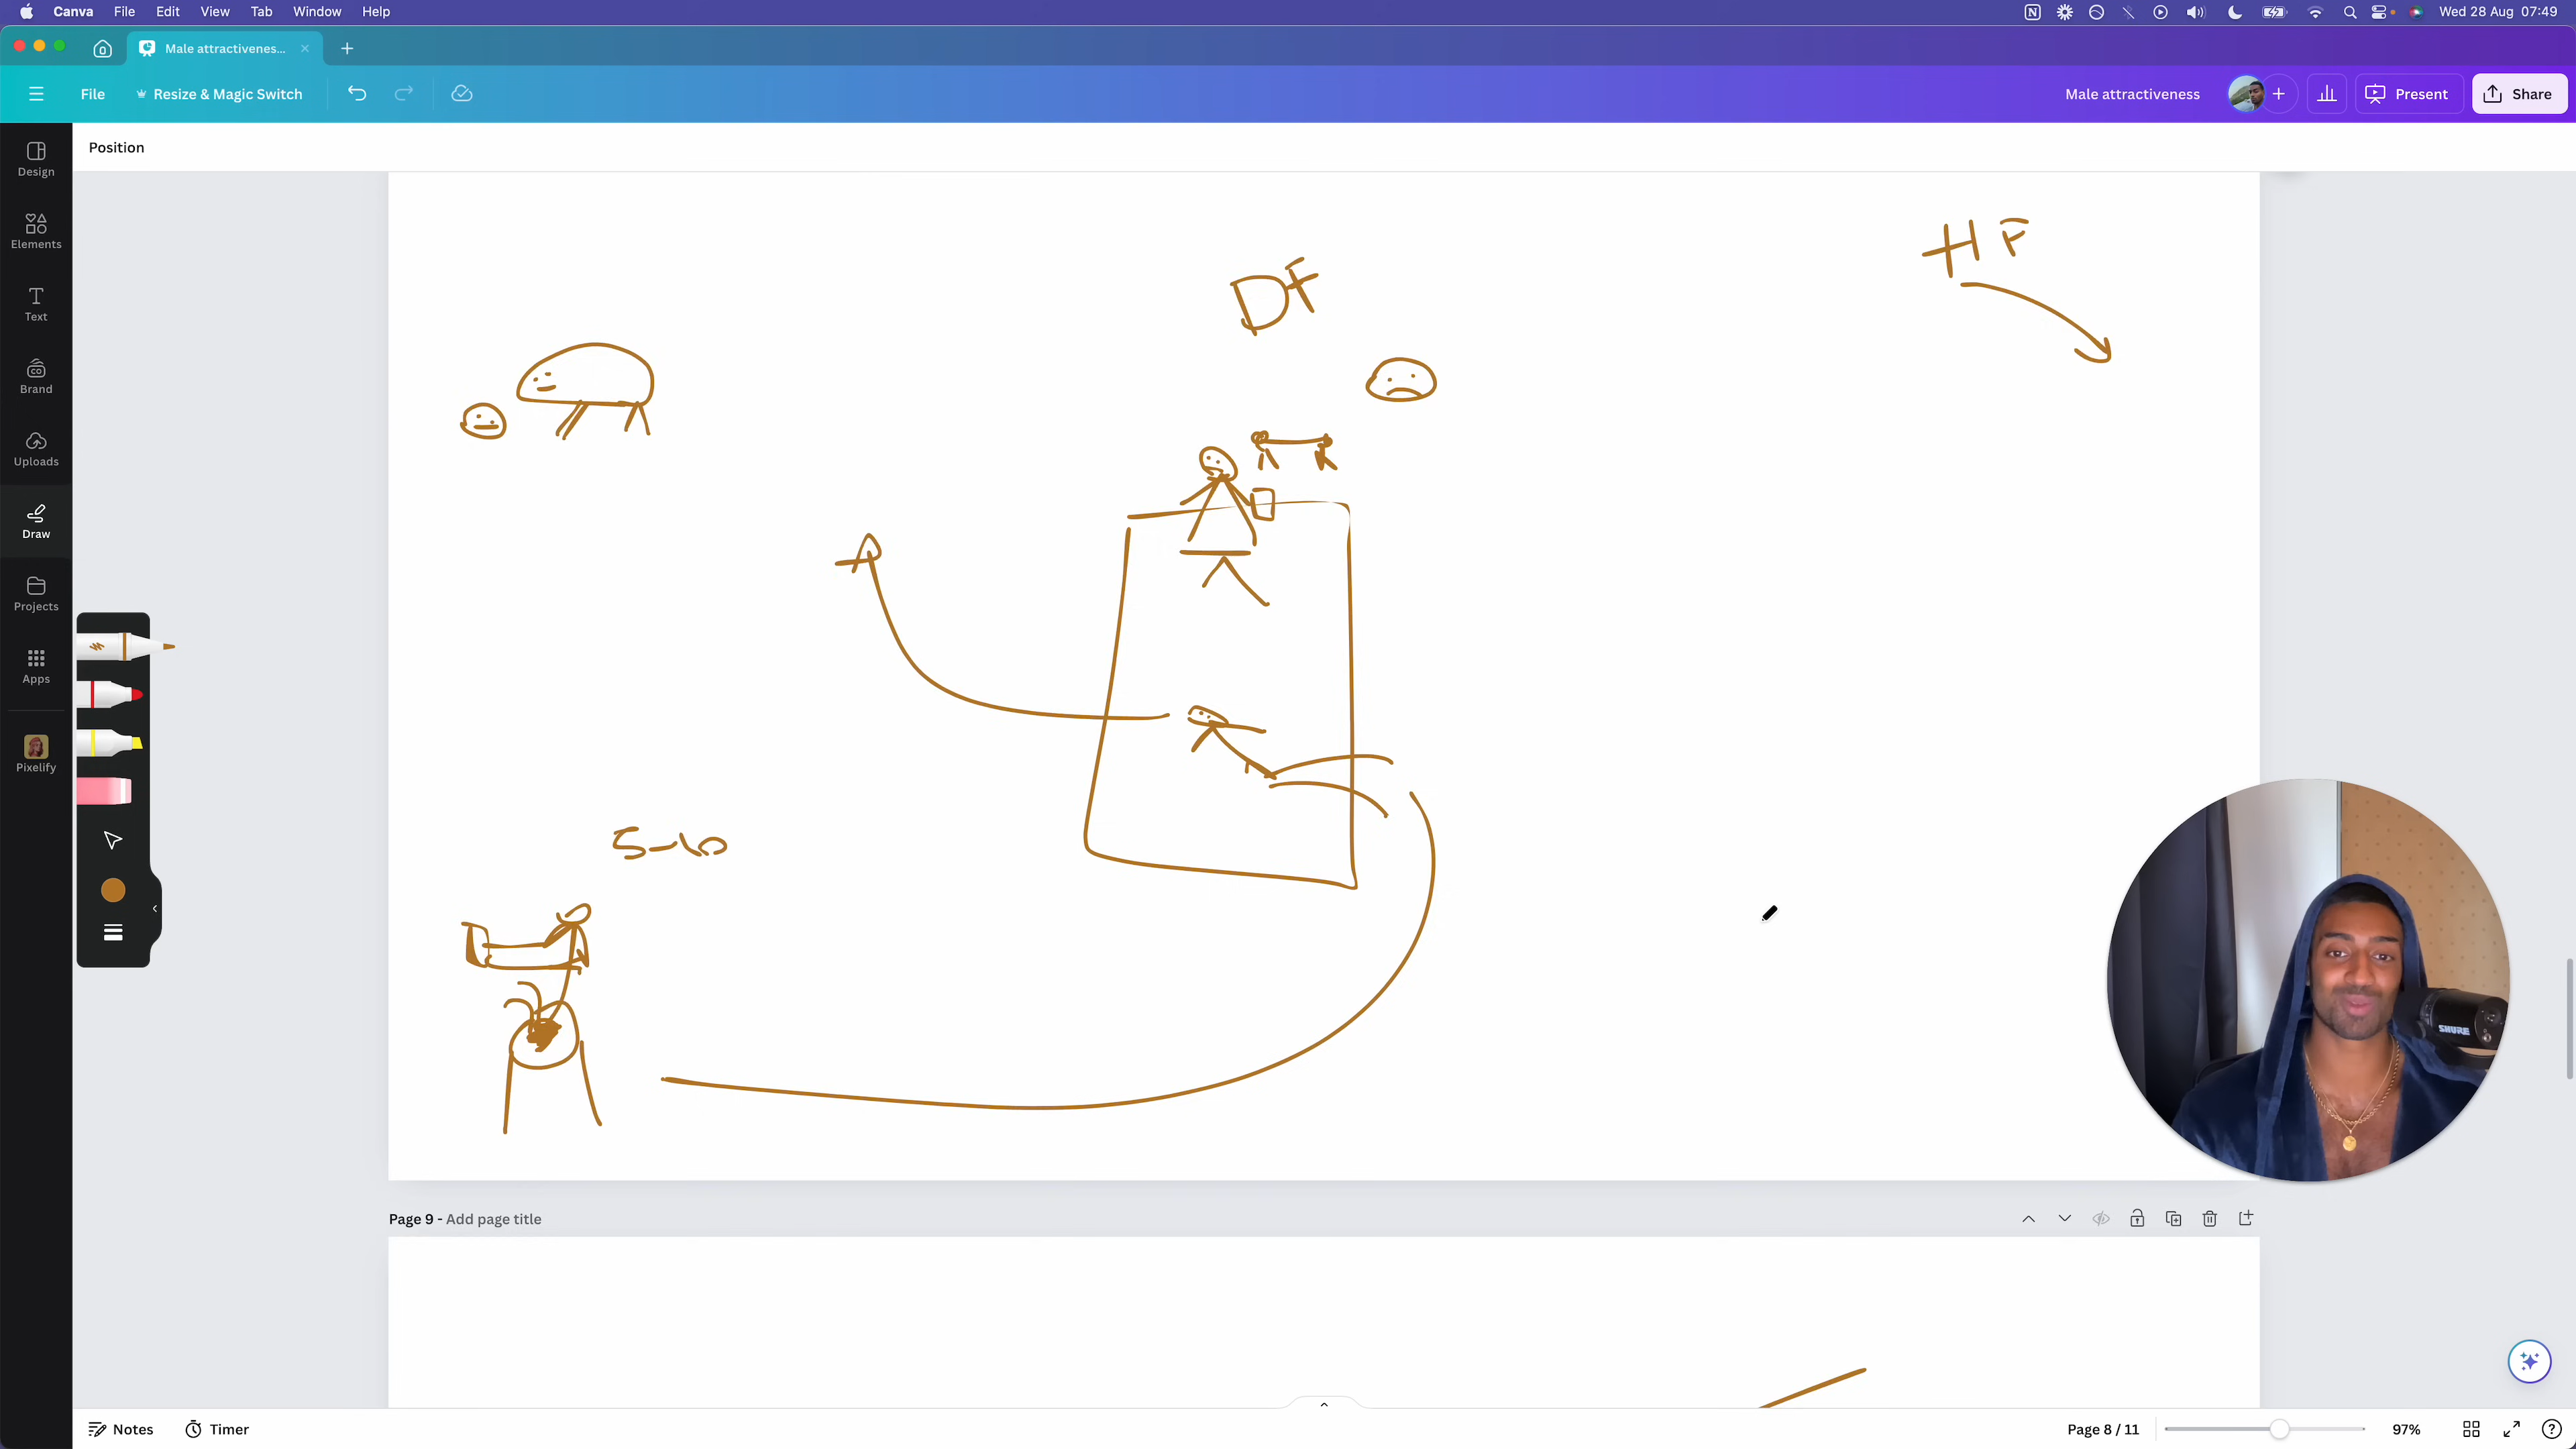 Canva File Edit View Tab Window Help Wed 28 Aug 07:49
Male attractivenes...
File Resize & Magic Switch Male attractiveness Present Share
Position
Design
Elements
Text
Brand
Uploads
Draw
Projects
Apps
Pixelify
HF
DF
5-10
SHURE
Page 9 - Add page title
Notes Timer Page 8 / 11 97%